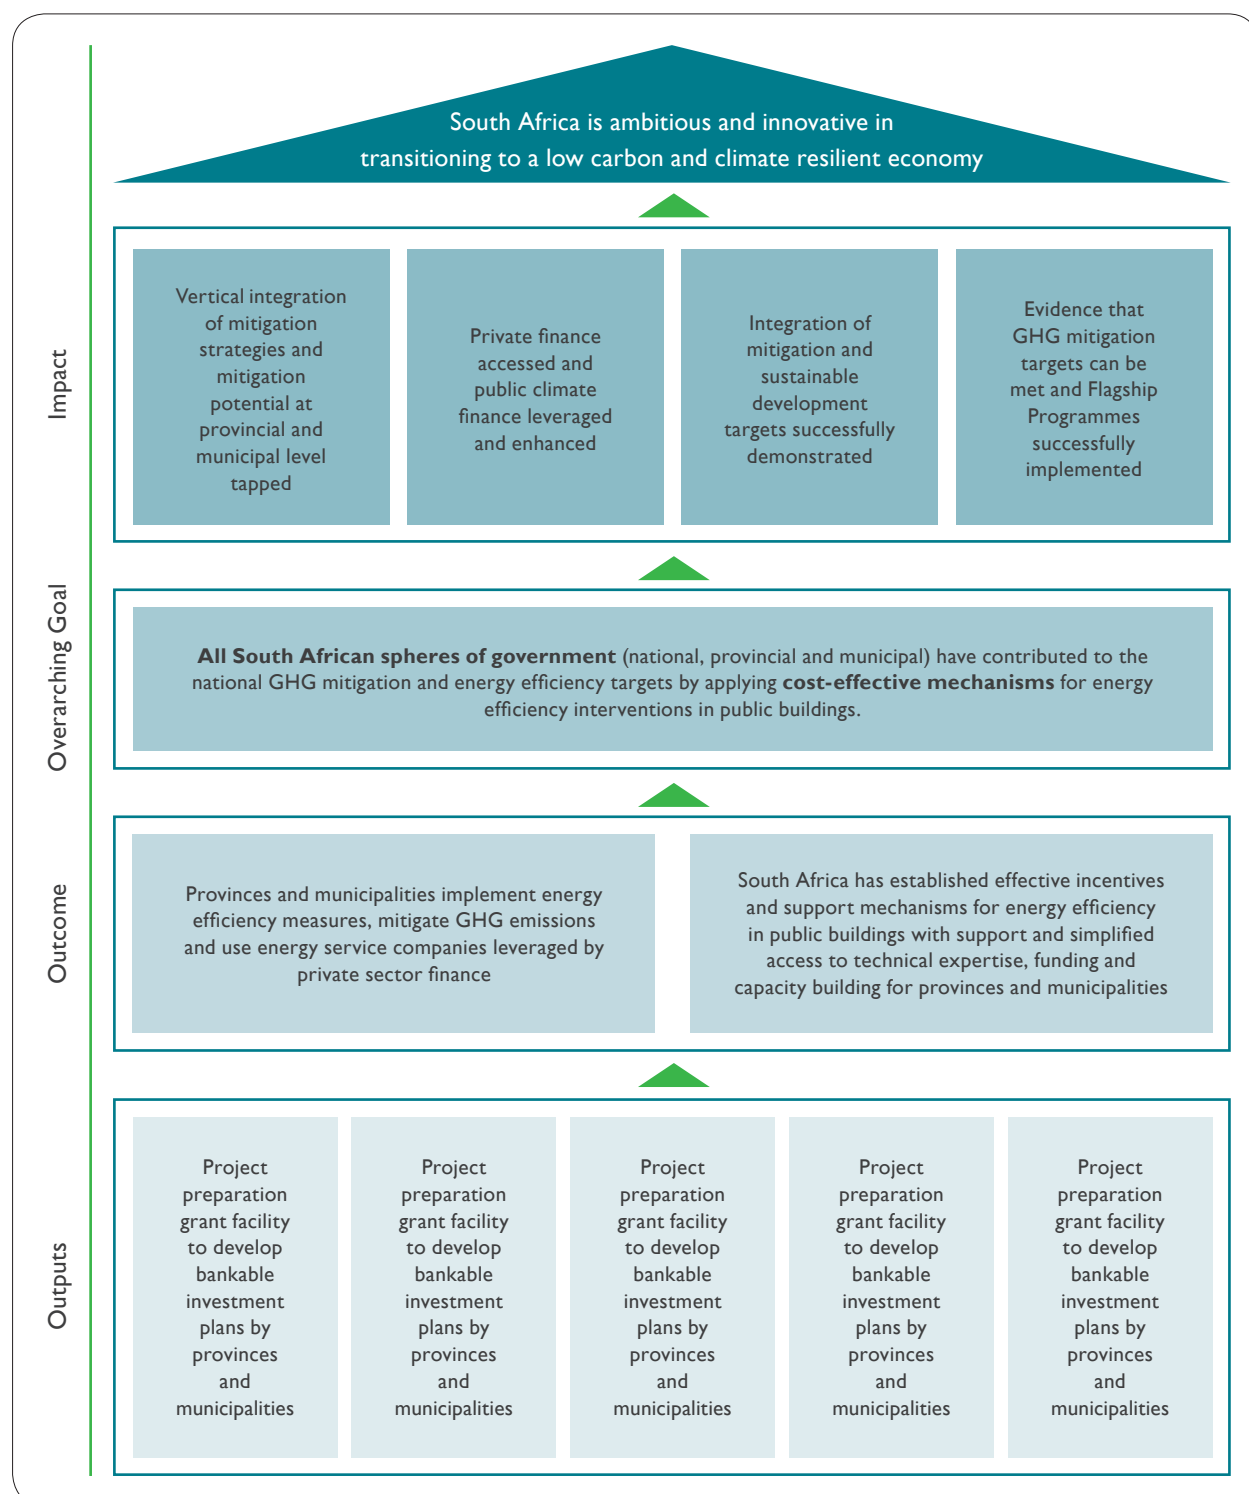 South Africa is ambitious and innovative in
transitioning to a low carbon and climate resilient economy
Impact
Vertical integration
of mitigation
strategies and
mitigation
potential at
provincial and
municipal level
tapped
Private finance
accessed and
public climate
finance leveraged
and enhanced
Integration of
mitigation and
sustainable
development
targets successfully
demonstrated
Evidence that
GHG mitigation
targets can be
met and Flagship
Programmes
successfully
implemented
Overarching Goal
All South African spheres of government (national, provincial and municipal) have contributed to the
national GHG mitigation and energy efficiency targets by applying cost-effective mechanisms for energy
efficiency interventions in public buildings.
Outcome
Provinces and municipalities implement energy
efficiency measures, mitigate GHG emissions
and use energy service companies leveraged by
private sector finance
South Africa has established effective incentives
and support mechanisms for energy efficiency
in public buildings with support and simplified
access to technical expertise, funding and
capacity building for provinces and municipalities
Outputs
Project
preparation
grant facility
to develop
bankable
investment
plans by
provinces
and
municipalities
Project
preparation
grant facility
to develop
bankable
investment
plans by
provinces
and
municipalities
Project
preparation
grant facility
to develop
bankable
investment
plans by
provinces
and
municipalities
Project
preparation
grant facility
to develop
bankable
investment
plans by
provinces
and
municipalities
Project
preparation
grant facility
to develop
bankable
investment
plans by
provinces
and
municipalities